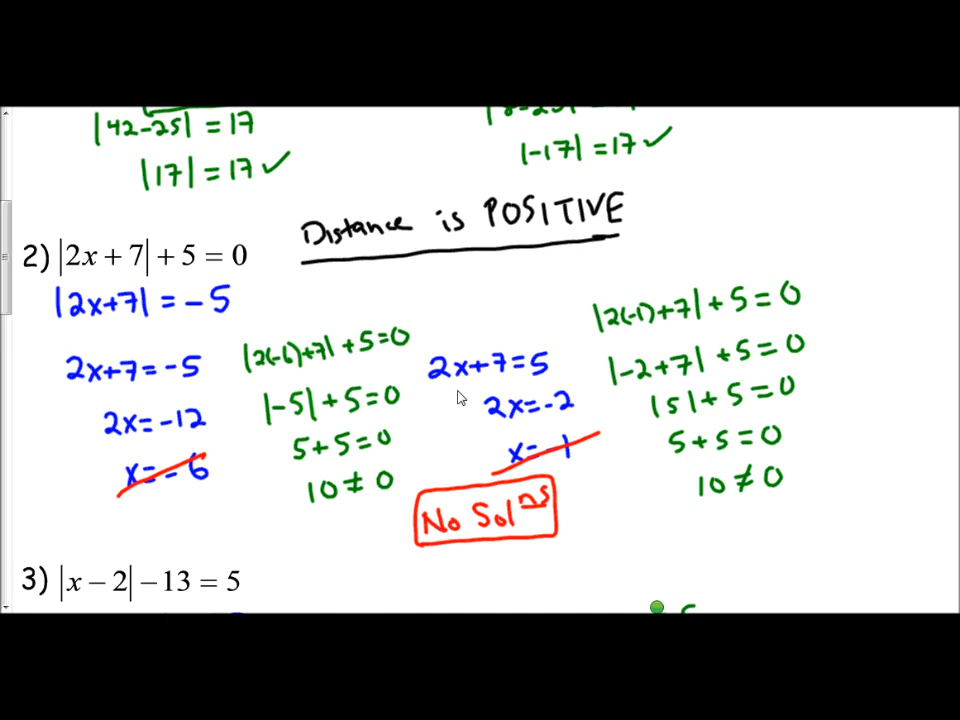 |42-25| = 17
|17| = 17 ✓
|-17| = 17 ✓
Distance is POSITIVE
2) |2x + 7| + 5 = 0
|2x+7| = -5
2x+7 = -5
2x = -12
x = -6
|2(-6)+7| + 5 = 0
|-5| + 5 = 0
5 + 5 = 0
10 ≠ 0
2x+7 = 5
2x = -2
x = -1
|2(-1)+7| + 5 = 0
|-2+7| + 5 = 0
|5| + 5 = 0
5 + 5 = 0
10 ≠ 0
No Solns
3) |x − 2| − 13 = 5